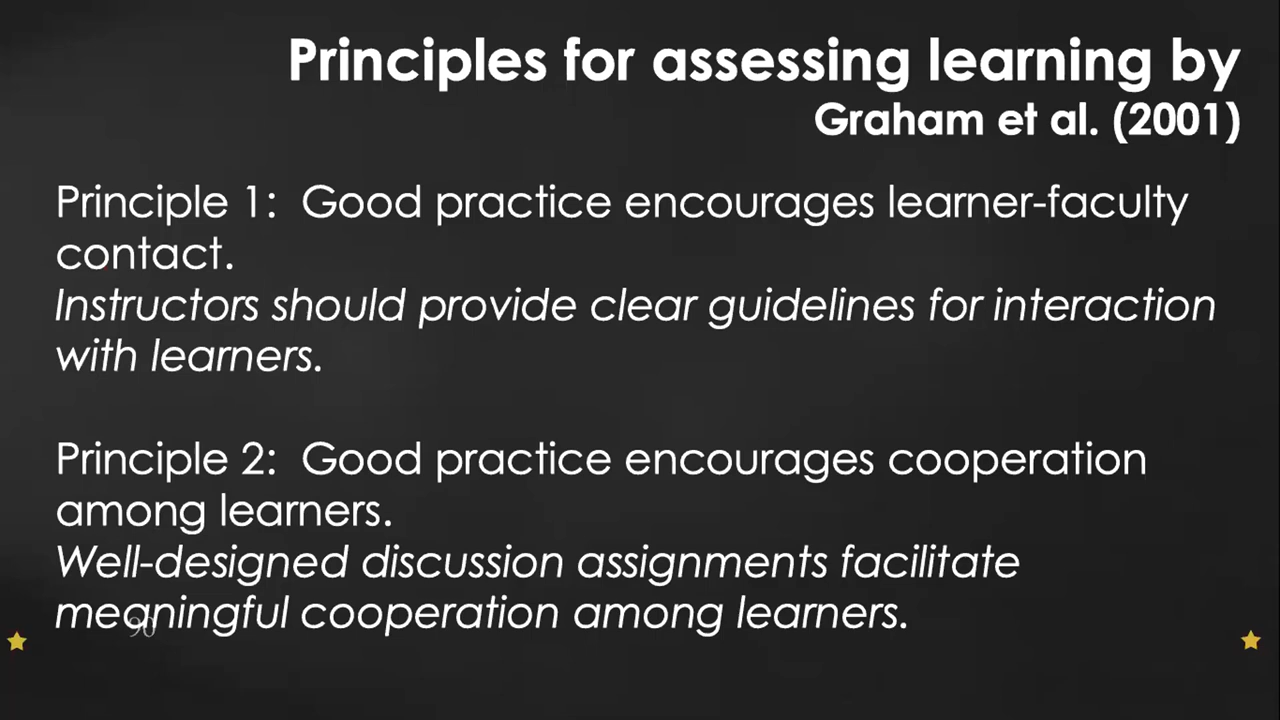 Principles for assessing learning by
Graham et al. (2001)
Principle 1: Good practice encourages learner-faculty
contact.
Instructors should provide clear guidelines for interaction
with learners.
Principle 2: Good practice encourages cooperation
among learners.
Well-designed discussion assignments facilitate
meaningful cooperation among learners.
90